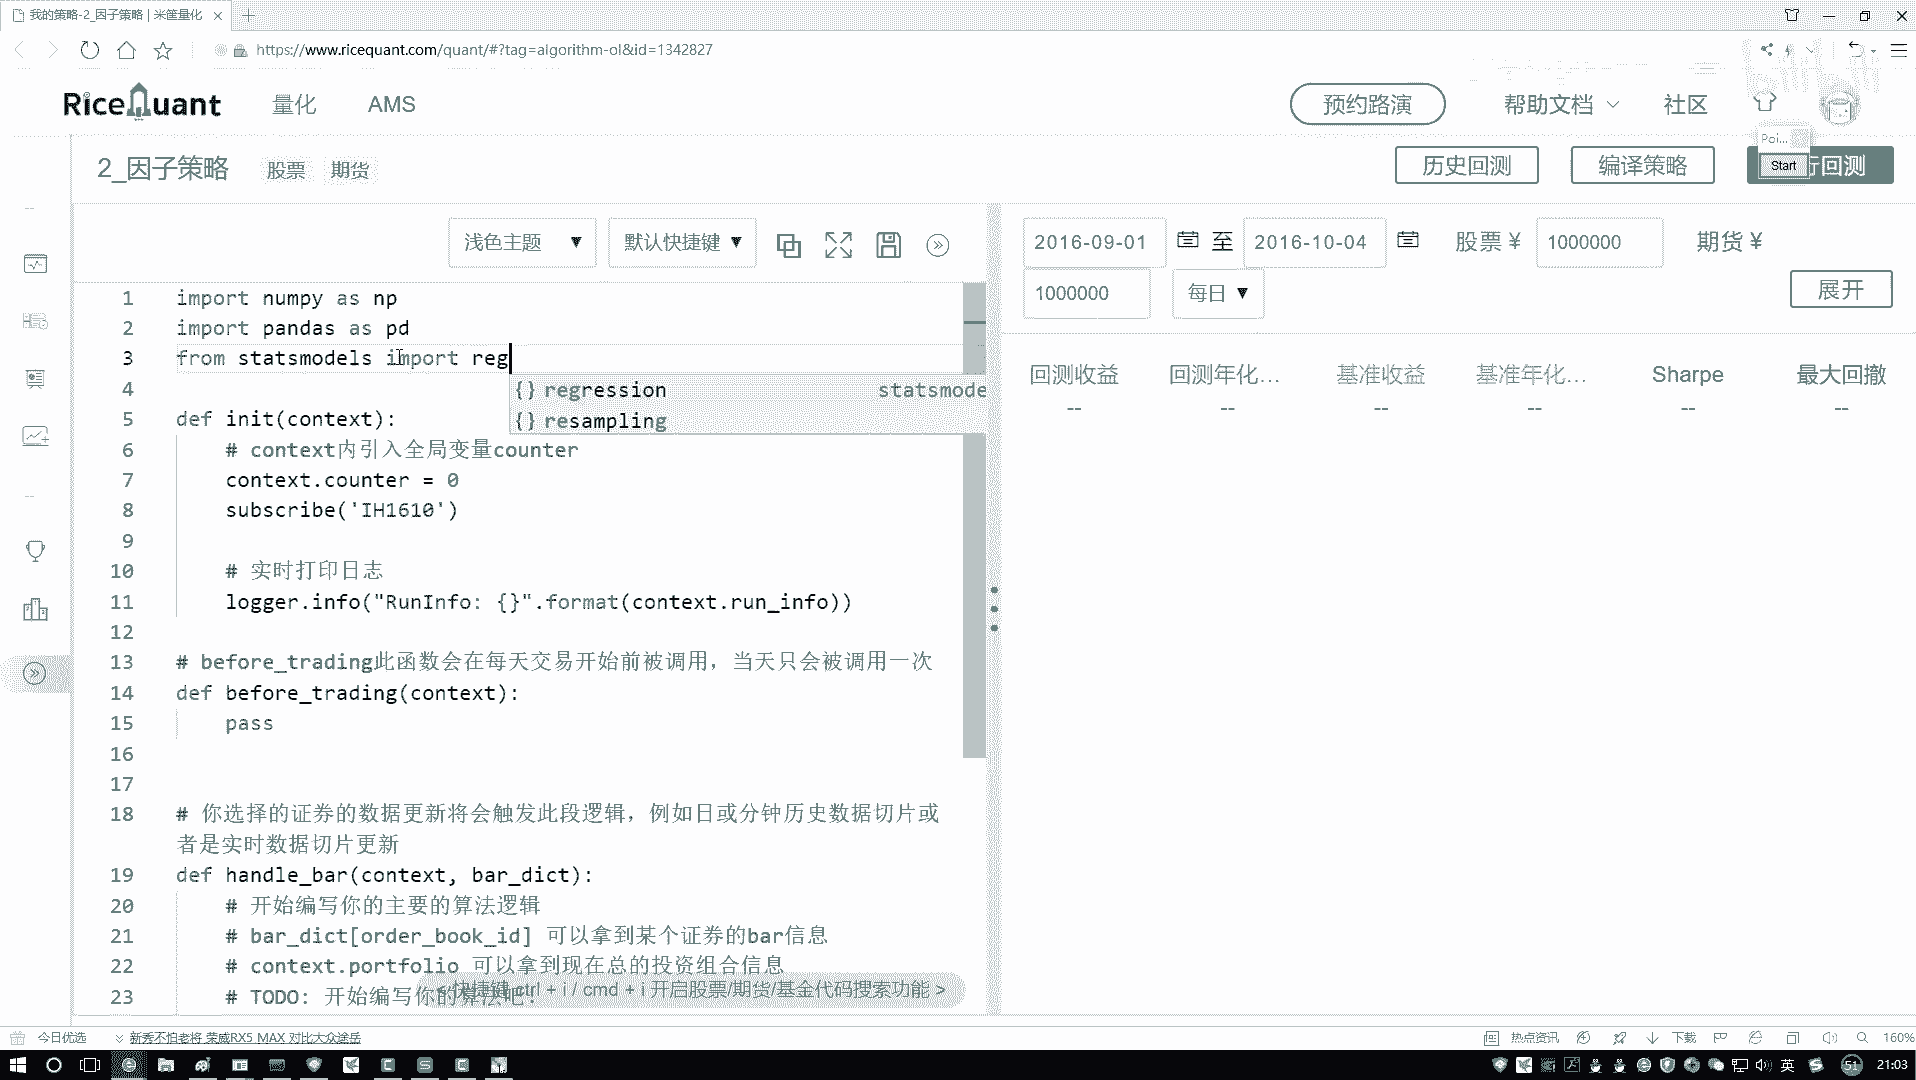 我的策略-2_因子策略 | 米筐量化
https://www.ricequant.com/quant/#?tag=algorithm-ol&id=1342827
RiceQuant 量化 AMS 预约路演 帮助文档 社区
Poi...
2_因子策略 股票 期货 历史回测 编译策略 Start 行回测
浅色主题 ▼ 默认快捷键 ▼ 2016-09-01 至 2016-10-04 股票 ¥ 1000000 期货 ¥
1000000 每日 ▼ 展开
回测收益 回测年化... 基准收益 基准年化... Sharpe 最大回撤
-- -- -- -- -- --
1 import numpy as np
2 import pandas as pd
3 from statsmodels import reg
{} regression statsmode
{} resampling
4
5 def init(context):
6 # context内引入全局变量counter
7 context.counter = 0
8 subscribe('IH1610')
9
10 # 实时打印日志
11 logger.info("RunInfo: {}".format(context.run_info))
12
13 # before_trading此函数会在每天交易开始前被调用，当天只会被调用一次
14 def before_trading(context):
15 pass
16
17
18 # 你选择的证券的数据更新将会触发此段逻辑，例如日或分钟历史数据切片或
者是实时数据切片更新
19 def handle_bar(context, bar_dict):
20 # 开始编写你的主要的算法逻辑
21 # bar_dict[order_book_id] 可以拿到某个证券的bar信息
22 # context.portfolio 可以拿到现在总的投资组合信息
23 # TODO: 开始编写你的算法吧!
< 快捷键 ctrl + i / cmd + i 开启股票/期货/基金代码搜索功能 >
今日优选 新秀不怕老将 荣威RX5 MAX 对比大众途岳 热点资讯 下载 160%
英 51 21:03